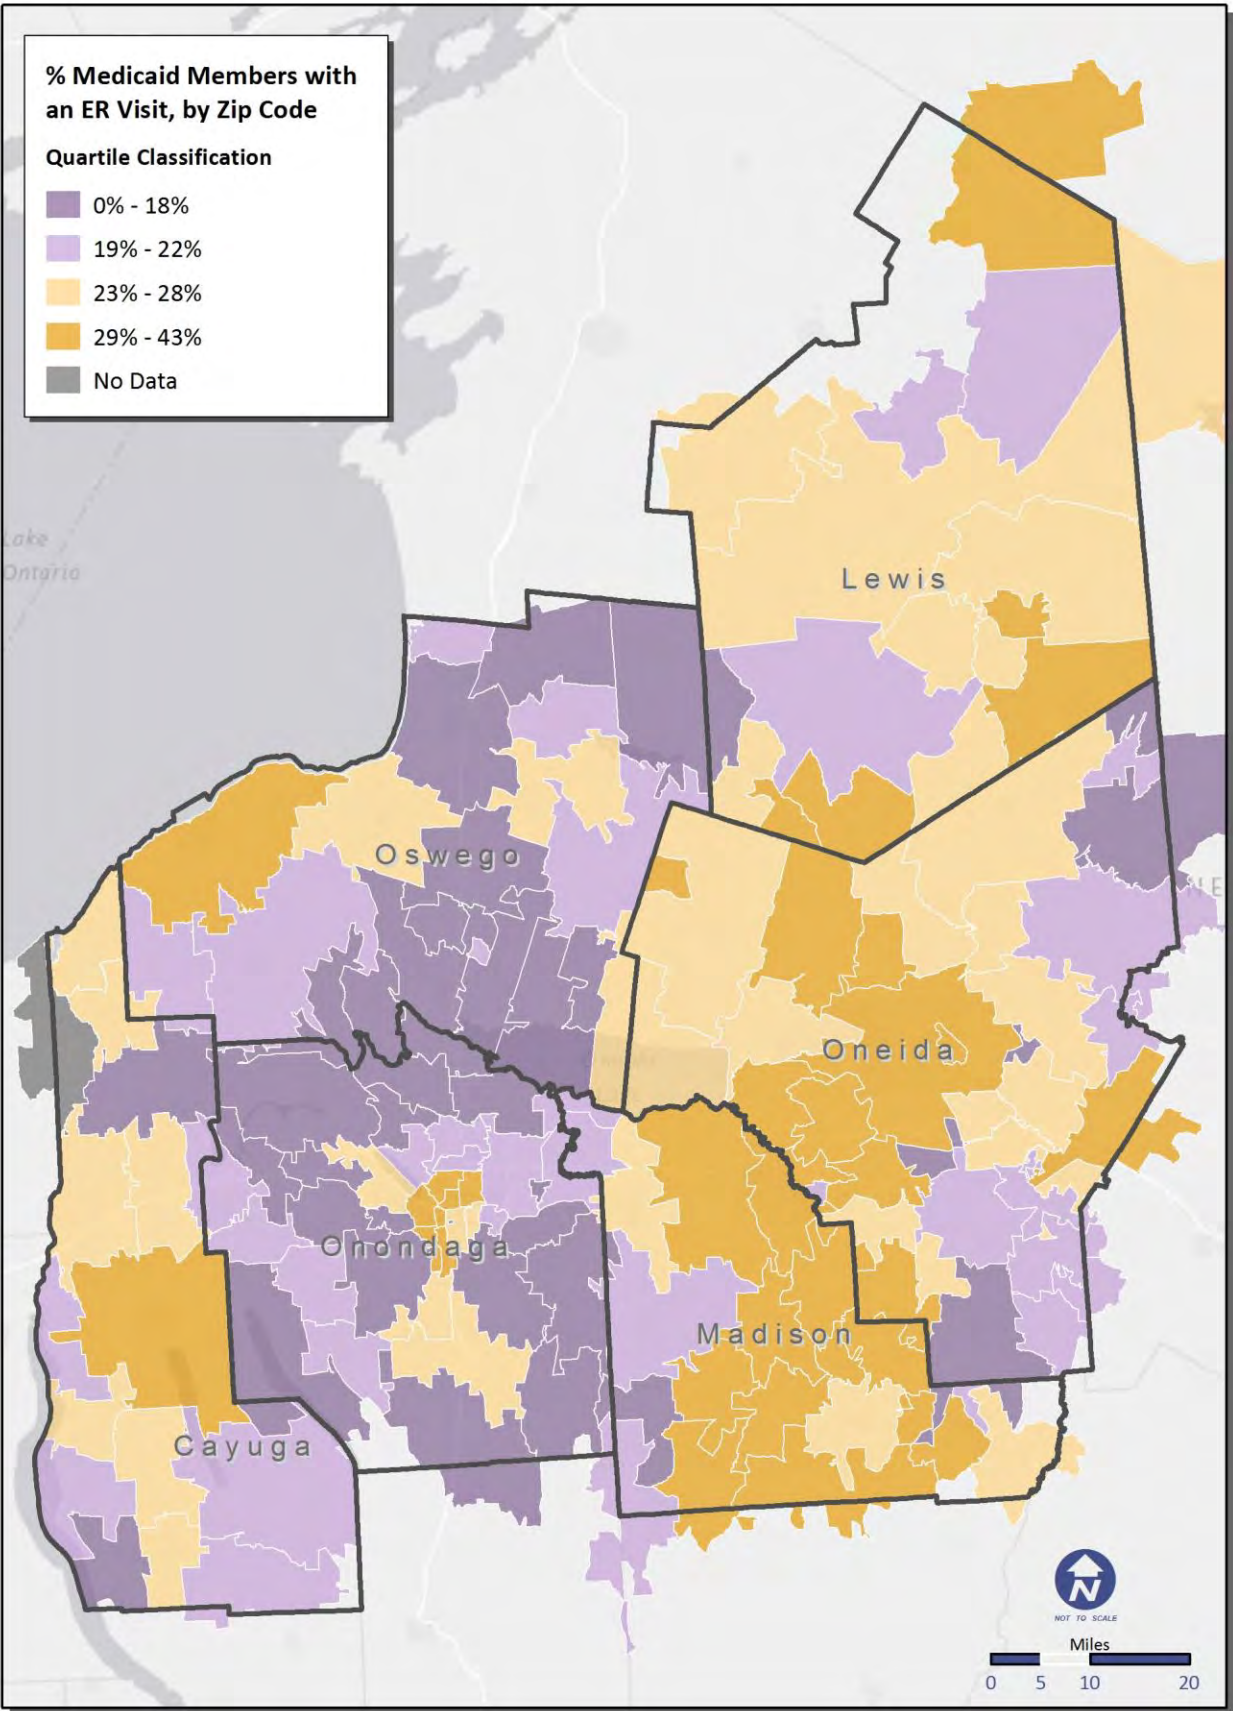 % Medicaid Members with
an ER Visit, by Zip Code
Quartile Classification
0% - 18%
19% - 22%
23% - 28%
29% - 43%
No Data
Lake
Ontario
Lewis
Oswego
Oneida
Onondaga
Madison
Cayuga
N
NOT TO SCALE
Miles
0 5 10 20